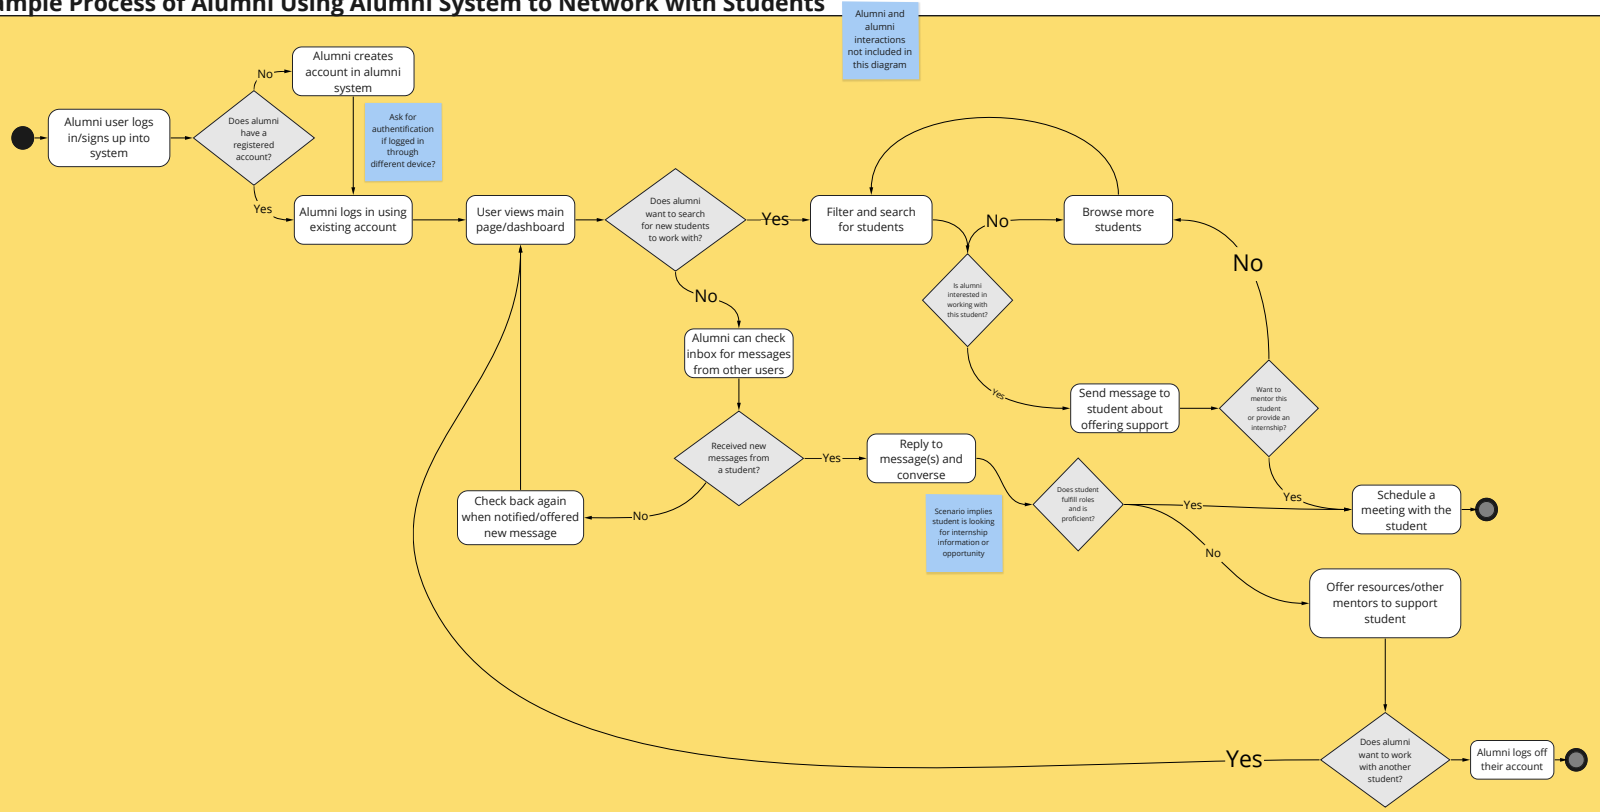 mple Process of Alumni Using Alumni System to Network with Students
Alumni and
alumni
interactions
not included in
this diagram
Alumni creates
account in alumni
system
No
Alumni user logs
in/signs up into
system
Does alumni
have a
registered
account?
Ask for
authentification
if logged in
through
different device?
Yes
Alumni logs in using
existing account
User views main
page/dashboard
Does alumni
want to search
for new students
to work with?
Yes
Filter and search
for students
No
Browse more
students
No
Is alumni
interested in
working with
this student?
No
Alumni can check
inbox for messages
from other users
Yes
Send message to
student about
offering support
Want to
mentor this
student
or provide an
internship?
Received new
messages from
a student?
Yes
Reply to
message(s) and
converse
No
Check back again
when notified/offered
new message
Scenario implies
student is looking
for internship
information or
opportunity
Does student
fulfill roles
and is
proficient?
Yes
Yes
Schedule a
meeting with the
student
No
Offer resources/other
mentors to support
student
Does alumni
want to work
with another
student?
Yes
Alumni logs off
their account